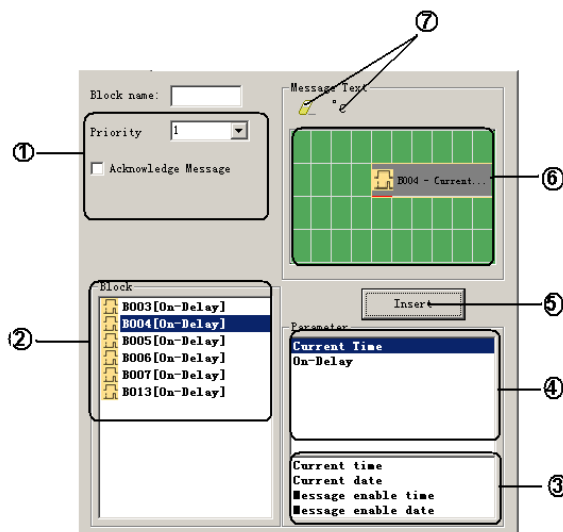 ⑦
Block name:
Message Text
° e
Priority 1
①
Acknowledge Message
B004 - Current...
⑥
Block
B003[On-Delay]
B004[On-Delay]
B005[On-Delay]
B006[On-Delay]
B007[On-Delay]
B013[On-Delay]
②
Insert
⑤
Parameter
Current Time
On-Delay
④
Current time
Current date
Message enable time
Message enable date
③